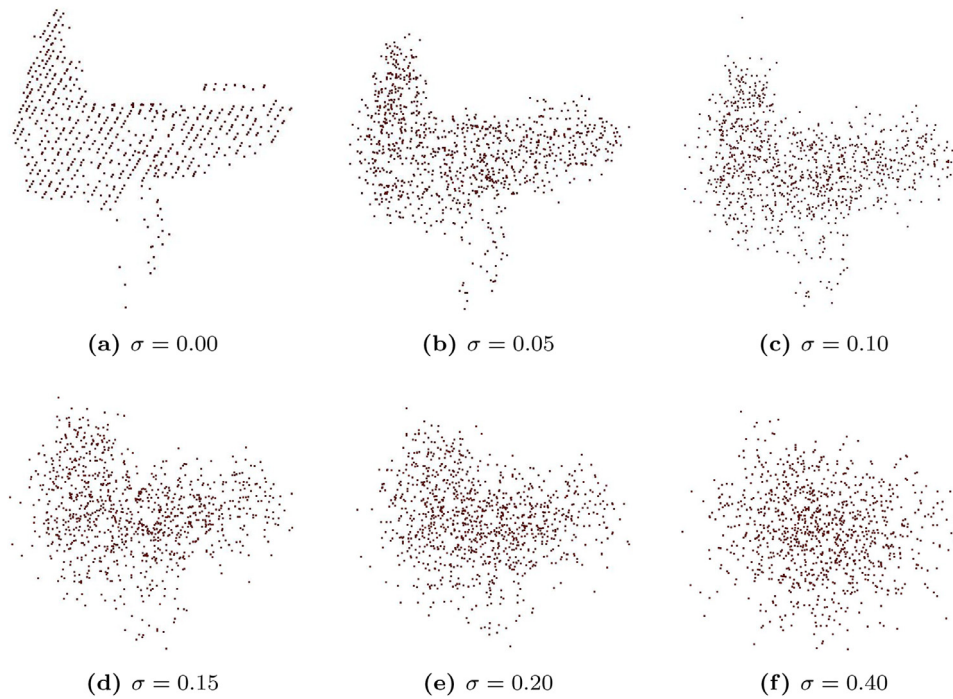 (a) σ = 0.00
(b) σ = 0.05
(c) σ = 0.10
(d) σ = 0.15
(e) σ = 0.20
(f) σ = 0.40